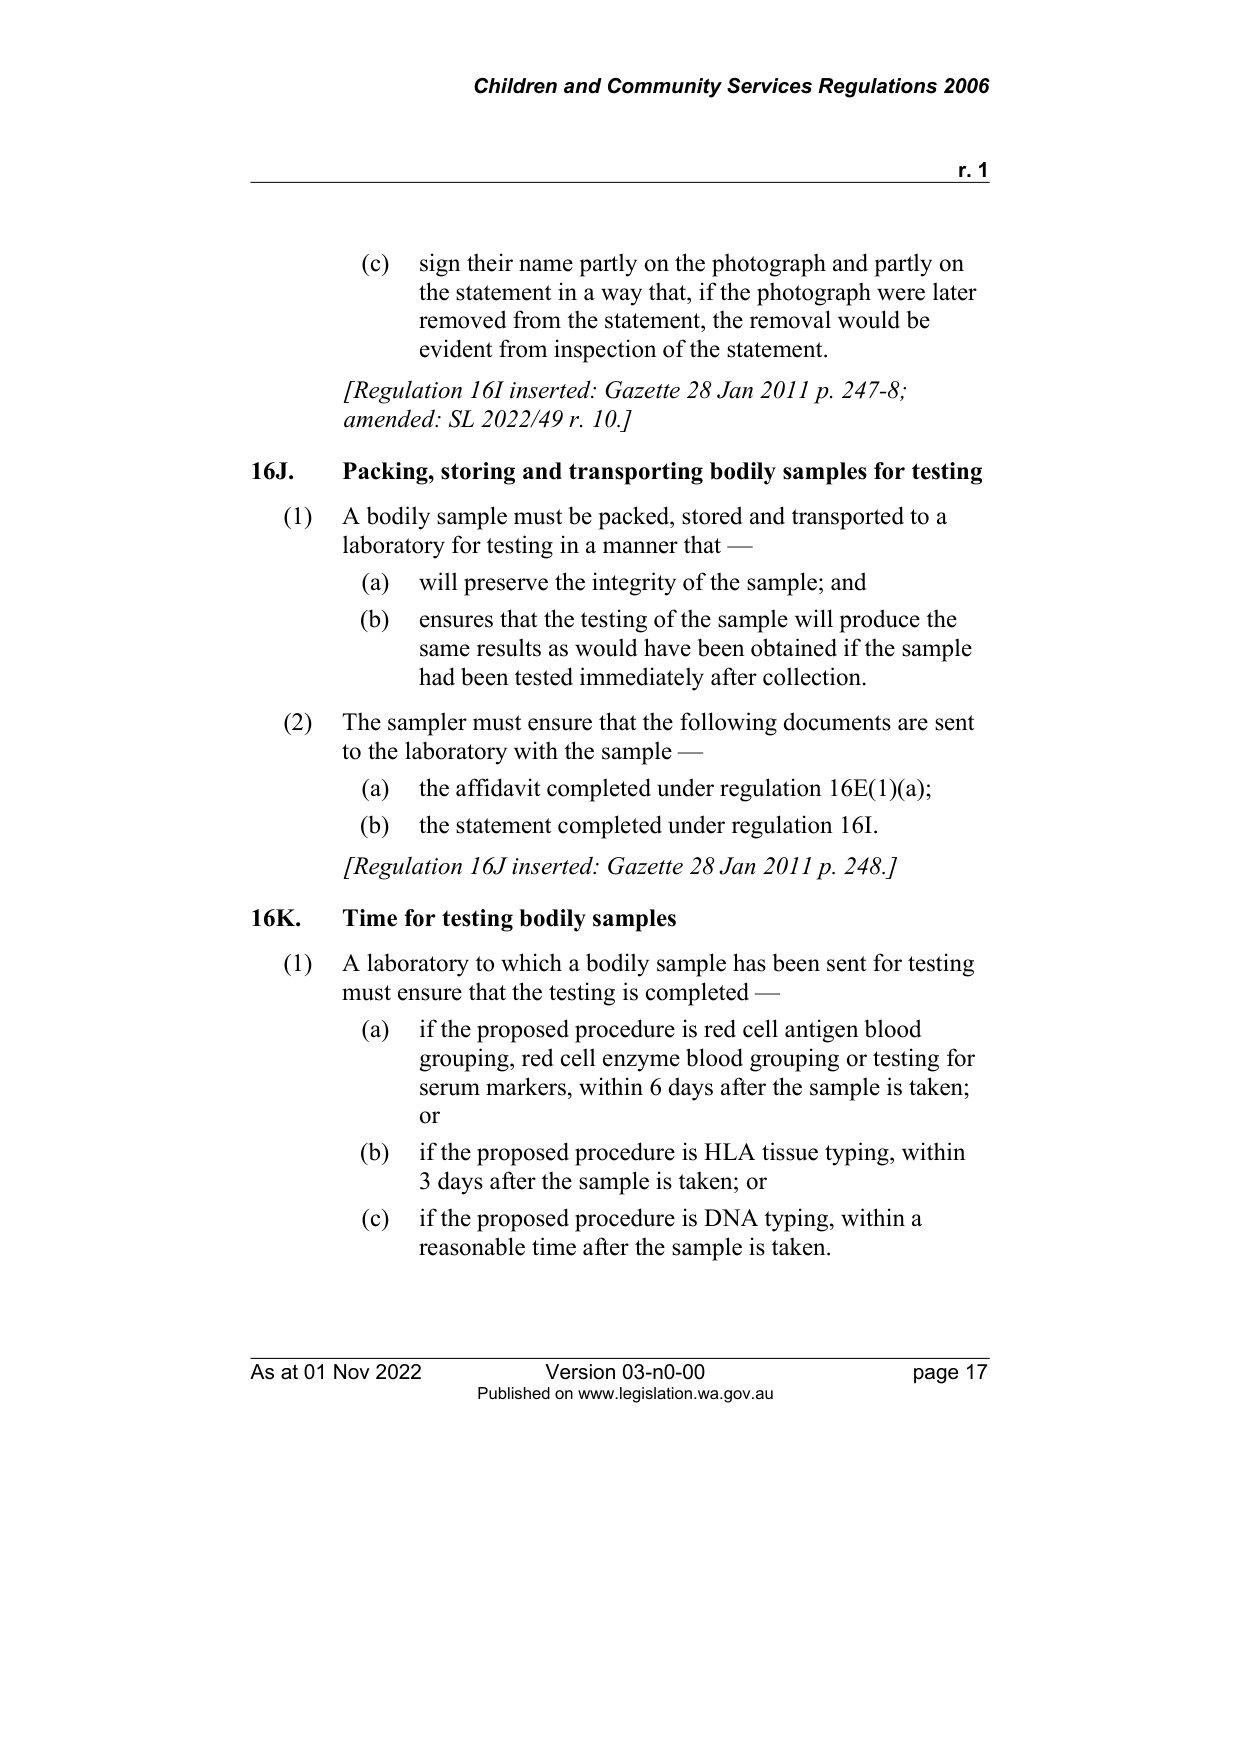 Children and Community Services Regulations 2006
r. 1
(c) sign their name partly on the photograph and partly on
the statement in a way that, if the photograph were later
removed from the statement, the removal would be
evident from inspection of the statement.
[Regulation 16I inserted: Gazette 28 Jan 2011 p. 247-8;
amended: SL 2022/49 r. 10.]
16J. Packing, storing and transporting bodily samples for testing
(1) A bodily sample must be packed, stored and transported to a
laboratory for testing in a manner that —
(a) will preserve the integrity of the sample; and
(b) ensures that the testing of the sample will produce the
same results as would have been obtained if the sample
had been tested immediately after collection.
(2) The sampler must ensure that the following documents are sent
to the laboratory with the sample —
(a) the affidavit completed under regulation 16E(1)(a);
(b) the statement completed under regulation 16I.
[Regulation 16J inserted: Gazette 28 Jan 2011 p. 248.]
16K. Time for testing bodily samples
(1) A laboratory to which a bodily sample has been sent for testing
must ensure that the testing is completed —
(a) if the proposed procedure is red cell antigen blood
grouping, red cell enzyme blood grouping or testing for
serum markers, within 6 days after the sample is taken;
or
(b) if the proposed procedure is HLA tissue typing, within
3 days after the sample is taken; or
(c) if the proposed procedure is DNA typing, within a
reasonable time after the sample is taken.
As at 01 Nov 2022 Version 03-n0-00 page 17
Published on www.legislation.wa.gov.au